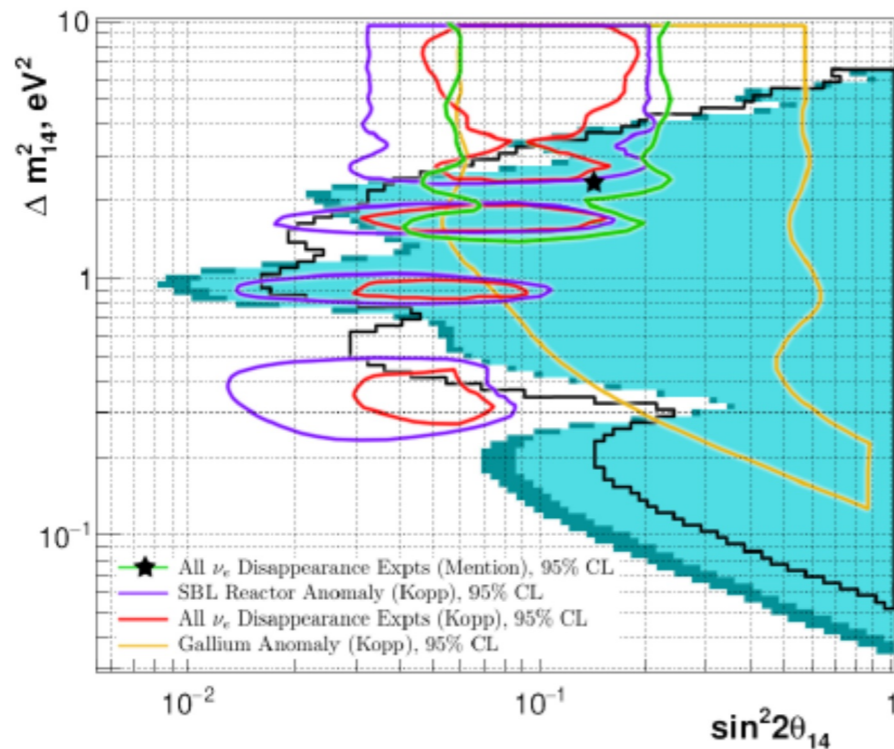 10
1
10⁻¹
Δ m²₁₄, eV²
All νₑ Disappearance Expts (Mention), 95% CL
SBL Reactor Anomaly (Kopp), 95% CL
All νₑ Disappearance Expts (Kopp), 95% CL
Gallium Anomaly (Kopp), 95% CL
10⁻² 10⁻¹ 1
sin²2θ₁₄